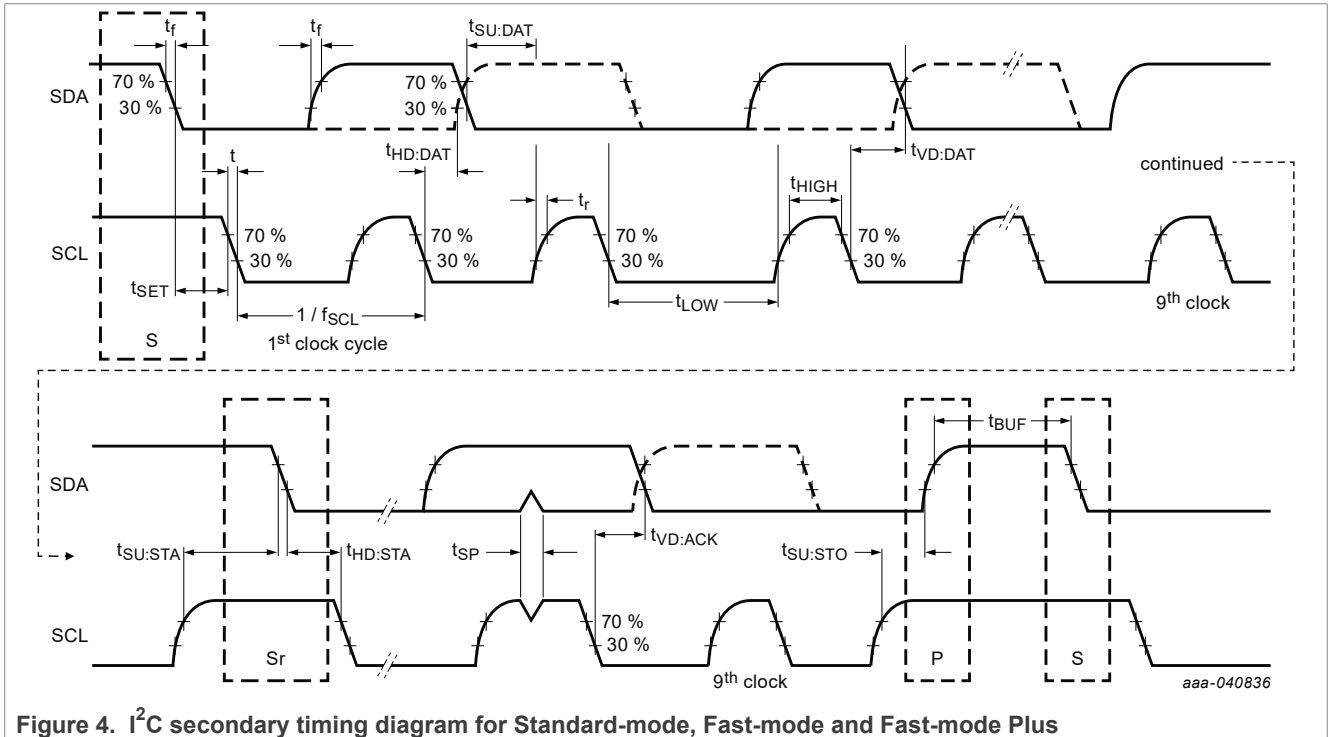 tf
tf
tSU:DAT
70 %
30 %
70 %
30 %
SDA
tHD:DAT
tVD:DAT
continued
t
tr
tHIGH
70 %
30 %
70 %
30 %
70 %
30 %
70 %
30 %
SCL
tSET
tLOW
1 / fSCL
9th clock
S
1st clock cycle
tBUF
SDA
tSU:STA
tHD:STA
tSP
tVD:ACK
tSU:STO
70 %
30 %
SCL
Sr
P
S
9th clock
aaa-040836
Figure 4. I2C secondary timing diagram for Standard-mode, Fast-mode and Fast-mode Plus